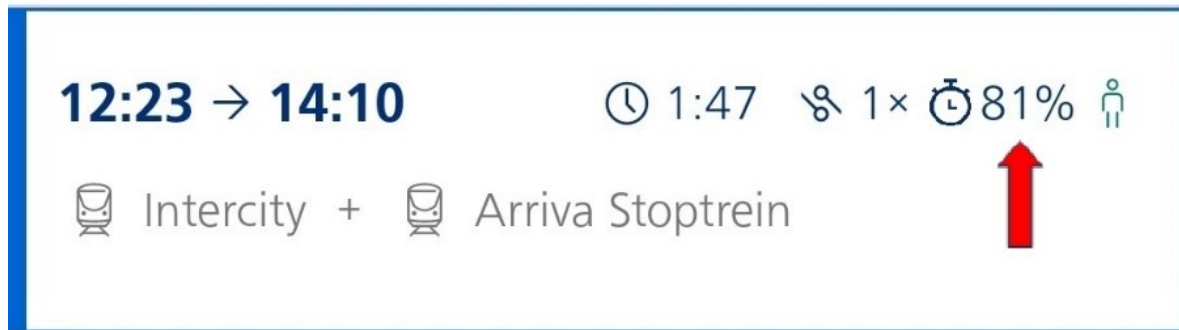 12:23 → 14:10 1:47 1× 81%
Intercity + Arriva Stoptrein